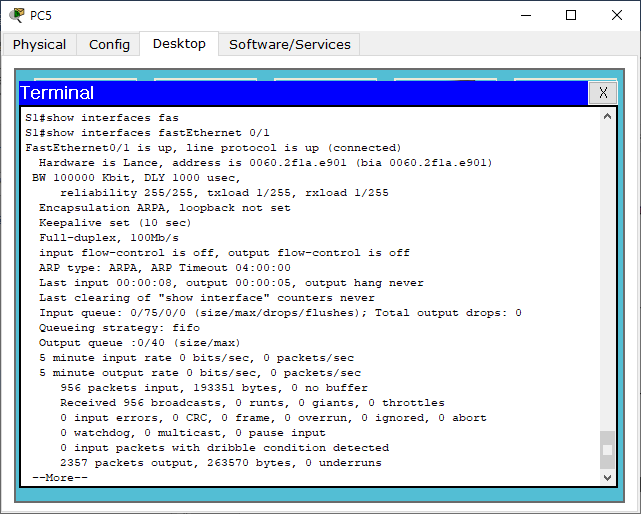 PC5
Physical Config Desktop Software/Services
Terminal X
S1#show interfaces fas
S1#show interfaces fastEthernet 0/1
FastEthernet0/1 is up, line protocol is up (connected)
Hardware is Lance, address is 0060.2f1a.e901 (bia 0060.2f1a.e901)
BW 100000 Kbit, DLY 1000 usec,
reliability 255/255, txload 1/255, rxload 1/255
Encapsulation ARPA, loopback not set
Keepalive set (10 sec)
Full-duplex, 100Mb/s
input flow-control is off, output flow-control is off
ARP type: ARPA, ARP Timeout 04:00:00
Last input 00:00:08, output 00:00:05, output hang never
Last clearing of "show interface" counters never
Input queue: 0/75/0/0 (size/max/drops/flushes); Total output drops: 0
Queueing strategy: fifo
Output queue :0/40 (size/max)
5 minute input rate 0 bits/sec, 0 packets/sec
5 minute output rate 0 bits/sec, 0 packets/sec
956 packets input, 193351 bytes, 0 no buffer
Received 956 broadcasts, 0 runts, 0 giants, 0 throttles
0 input errors, 0 CRC, 0 frame, 0 overrun, 0 ignored, 0 abort
0 watchdog, 0 multicast, 0 pause input
0 input packets with dribble condition detected
2357 packets output, 263570 bytes, 0 underruns
--More--